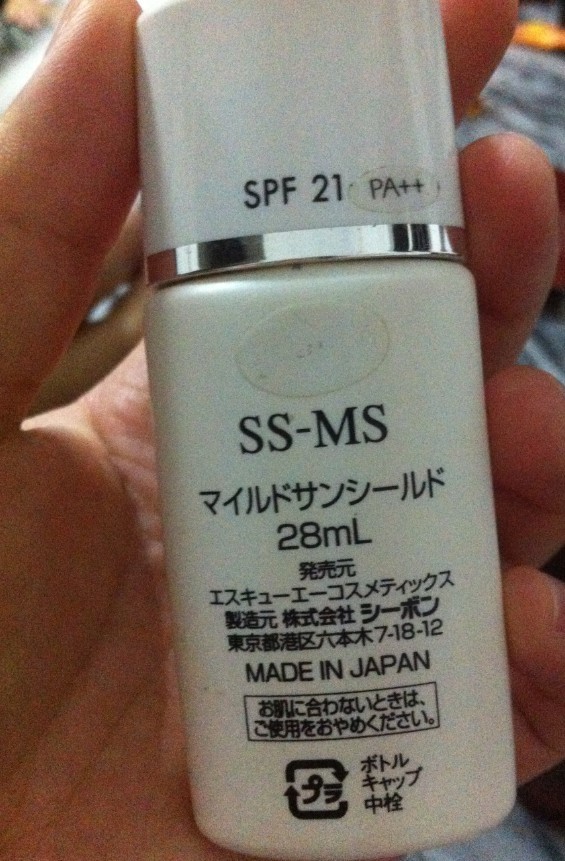 SPF 21 PA++
SS-MS
マイルドサンシールド
28mL
発売元
エスキューエーコスメティックス
製造元 株式会社 シーボン
東京都港区六本木7-18-12
MADE IN JAPAN
お肌に合わないときは、
ご使用をおやめください。
プラ
ボトル
キャップ
中栓